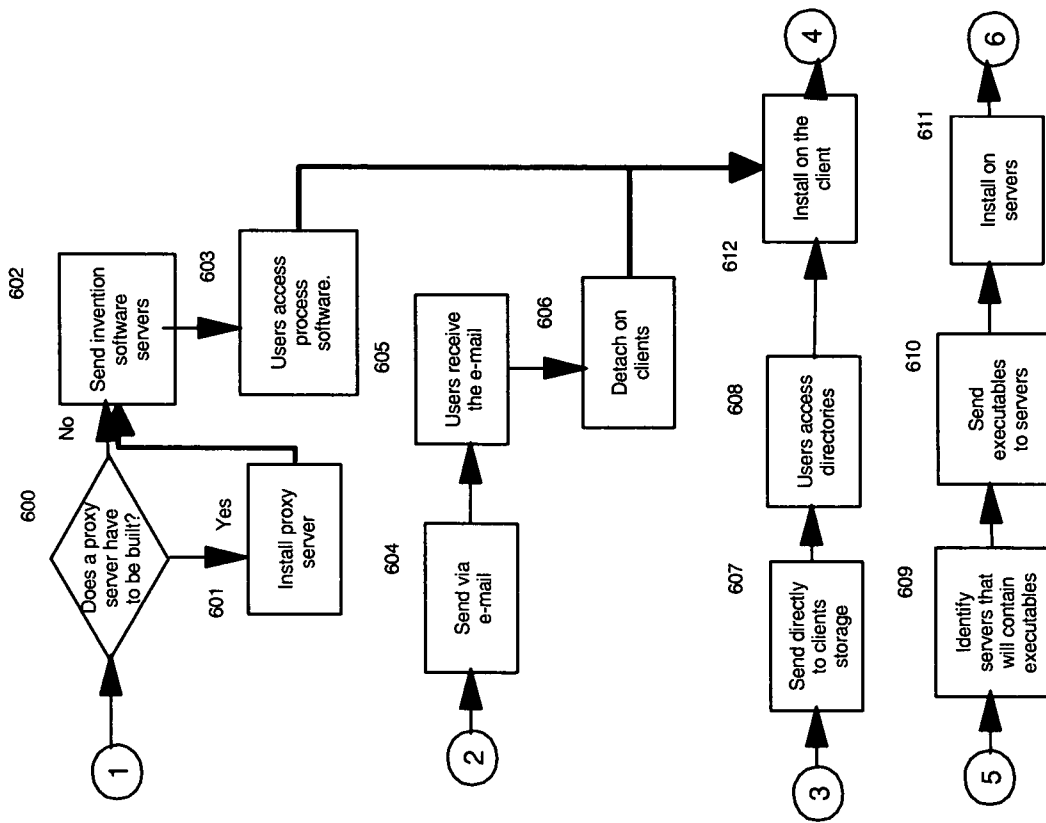 1
600
Does a proxy
server have
to be built?
No
Yes
601
Install proxy
server
602
Send invention
software
servers
603
Users access
process
software.
2
604
Send via
e-mail
605
Users receive
the e-mail
606
Detach on
clients
3
607
Send directly
to clients
storage
608
Users access
directories
612
Install on the
client
4
5
609
Identify
servers that
will contain
executables
610
Send
executables
to servers
611
Install on
servers
6